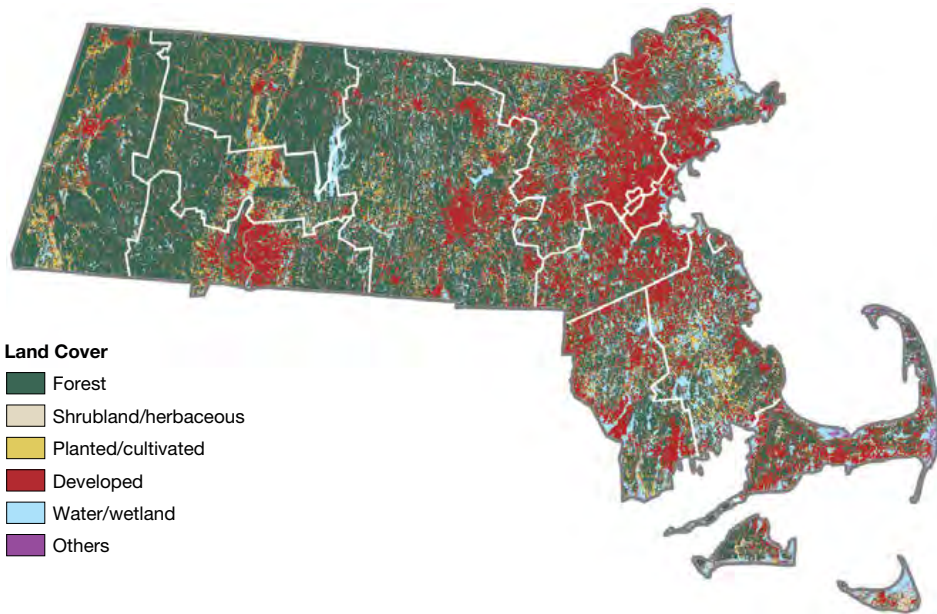 Land Cover
Forest
Shrubland/herbaceous
Planted/cultivated
Developed
Water/wetland
Others